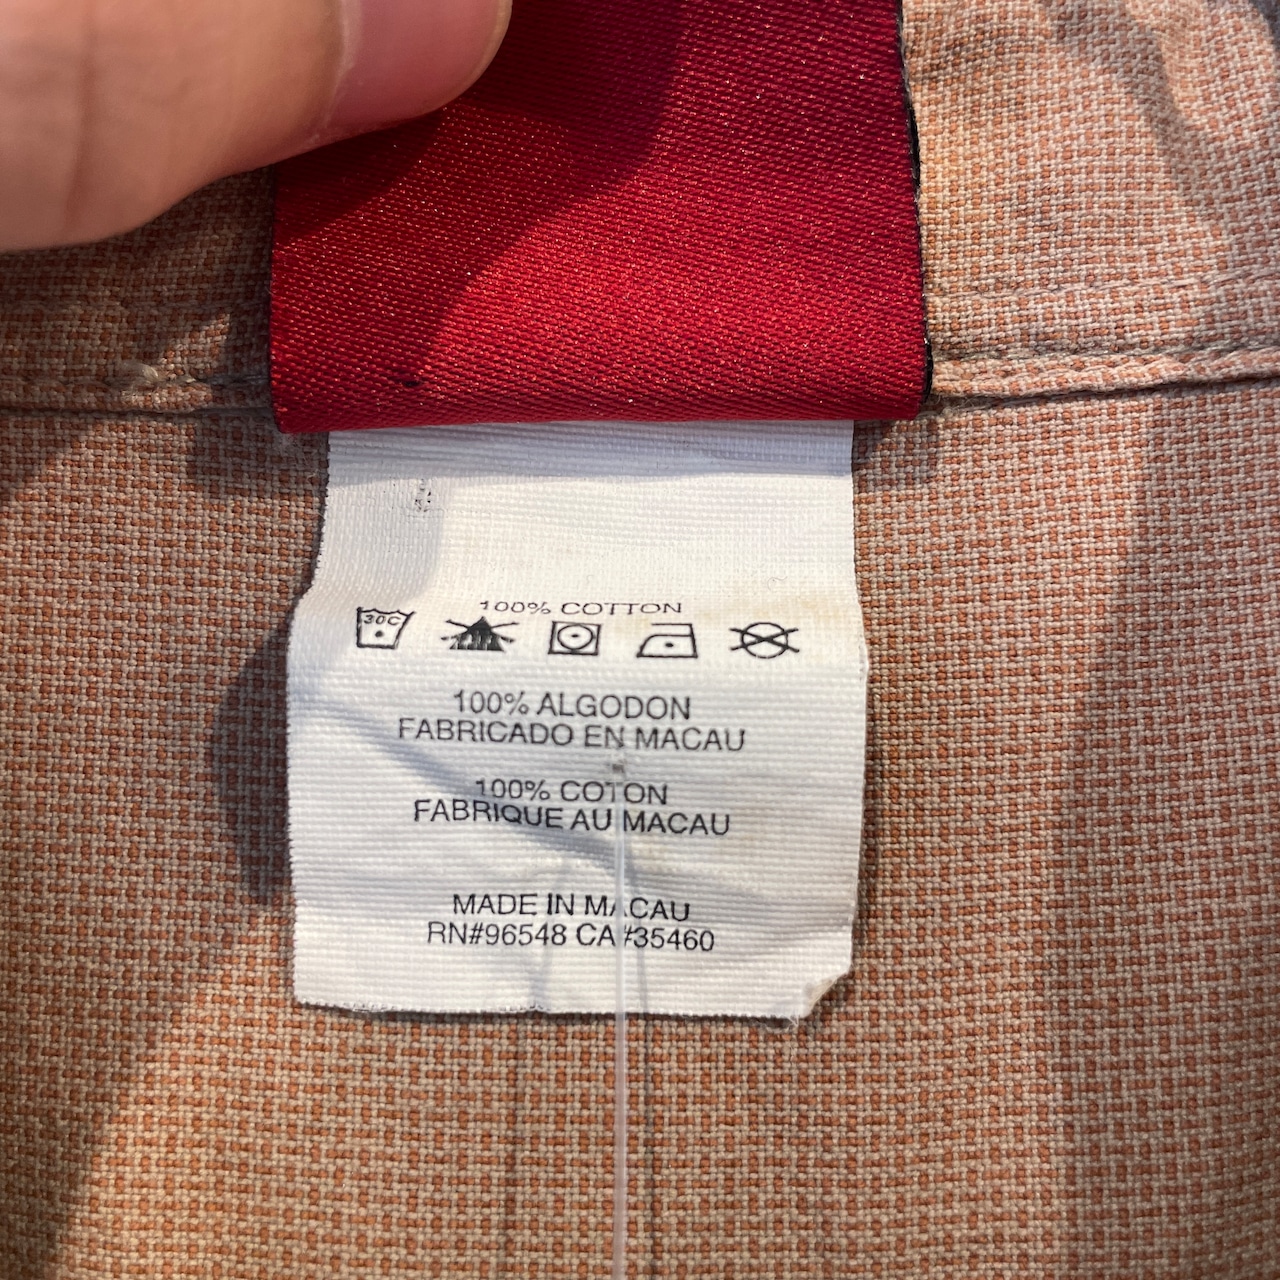 100% COTTON
30C
100% ALGODON
FABRICADO EN MACAU
100% COTON
FABRIQUE AU MACAU
MADE IN MACAU
RN#96548 CA#35460